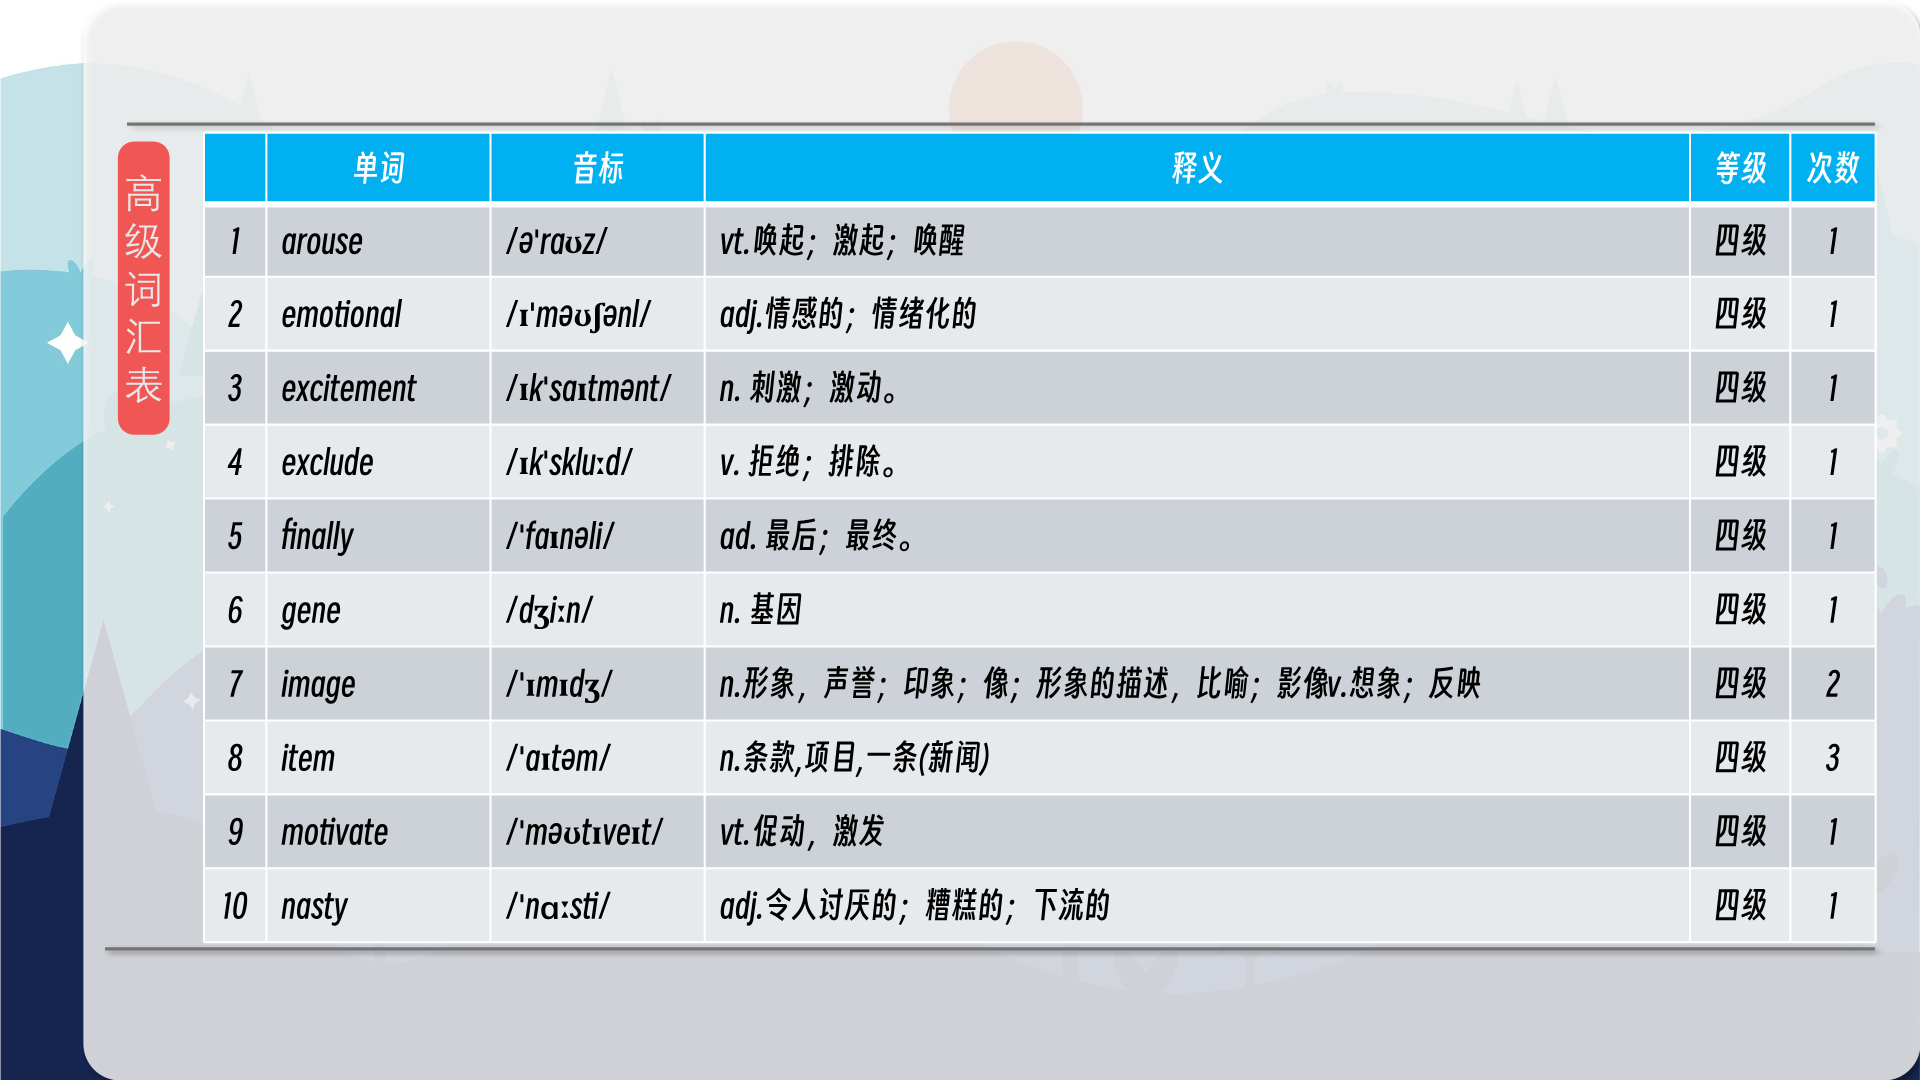 高级词汇表
单词 音标 释义 等级 次数
1 arouse /ə'raʊz/ vt.唤起；激起；唤醒 四级 1
2 emotional /ɪ'məʊʃənl/ adj.情感的；情绪化的 四级 1
3 excitement /ɪk'saɪtmənt/ n. 刺激；激动。 四级 1
4 exclude /ɪk'skluːd/ v. 拒绝；排除。 四级 1
5 finally /'faɪnəli/ ad. 最后；最终。 四级 1
6 gene /dʒiːn/ n. 基因 四级 1
7 image /'ɪmɪdʒ/ n.形象，声誉；印象；像；形象的描述，比喻；影像v.想象；反映 四级 2
8 item /'aɪtəm/ n.条款,项目,一条(新闻) 四级 3
9 motivate /'məʊtɪveɪt/ vt.促动，激发 四级 1
10 nasty /'nɑːsti/ adj.令人讨厌的；糟糕的；下流的 四级 1